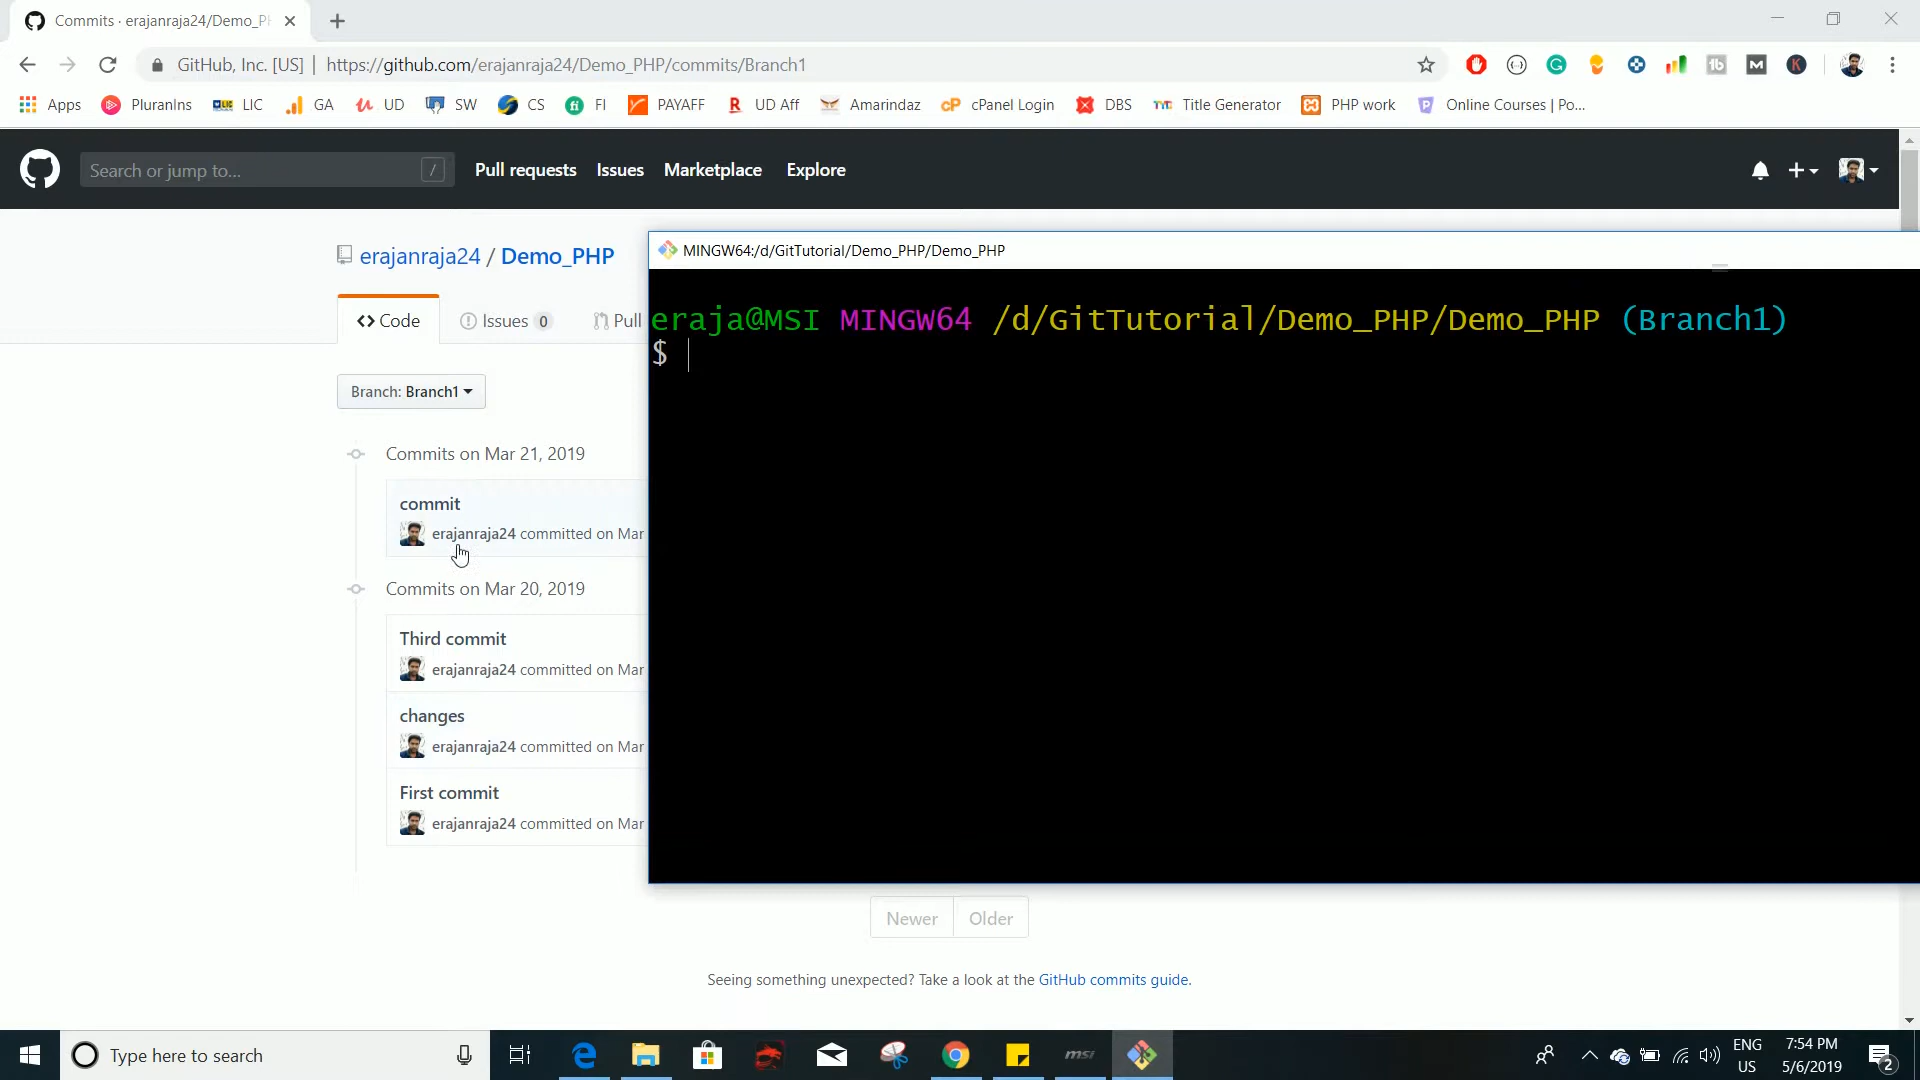 Commits · erajanraja24/Demo_P
GitHub, Inc. [US] | https://github.com/erajanraja24/Demo_PHP/commits/Branch1
Apps PluranIns LIC GA UD SW CS FI PAYAFF UD Aff Amarindaz cPanel Login DBS Title Generator PHP work Online Courses | Po...
Search or jump to... / Pull requests Issues Marketplace Explore
erajanraja24 / Demo_PHP
MINGW64:/d/GitTutorial/Demo_PHP/Demo_PHP
Code Issues 0 Pull
eraja@MSI MINGW64 /d/GitTutorial/Demo_PHP/Demo_PHP (Branch1)
$
Branch: Branch1
Commits on Mar 21, 2019
commit
erajanraja24 committed on Mar
Commits on Mar 20, 2019
Third commit
erajanraja24 committed on Mar
changes
erajanraja24 committed on Mar
First commit
erajanraja24 committed on Mar
Newer Older
Seeing something unexpected? Take a look at the GitHub commits guide.
Type here to search
msi
ENG
US
7:54 PM
5/6/2019
2